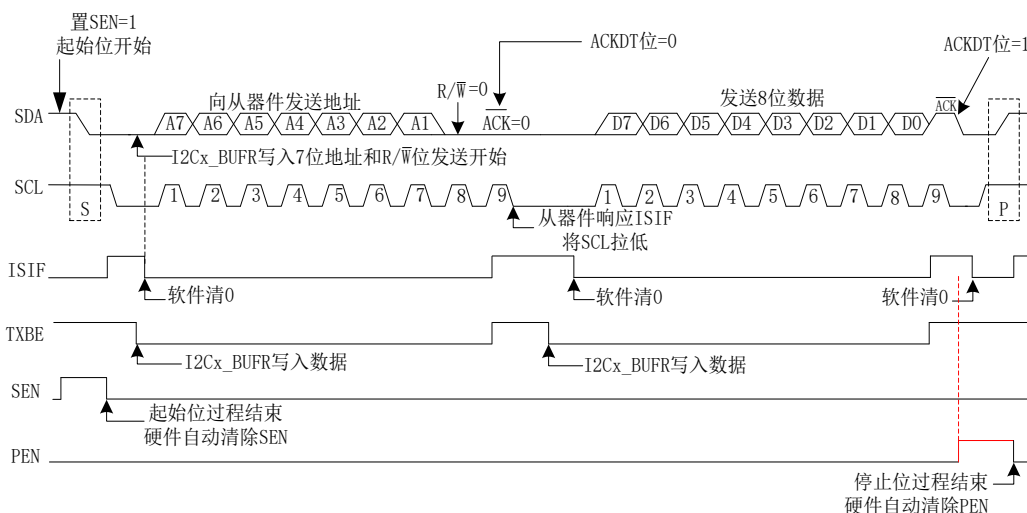 置SEN=1
起始位开始
ACKDT位=0
ACKDT位=1
R/W̅=0
SDA
向从器件发送地址
发送8位数据
A7 A6 A5 A4 A3 A2 A1
A̅C̅K̅=0
D7 D6 D5 D4 D3 D2 D1 D0
A̅C̅K̅
I2Cx_BUFR写入7位地址和R/W̅位发送开始
SCL
S
1 2 3 4 5 6 7 8 9
1 2 3 4 5 6 7 8 9
P
从器件响应ISIF
将SCL拉低
ISIF
软件清0
软件清0
软件清0
TXBE
I2Cx_BUFR写入数据
I2Cx_BUFR写入数据
SEN
起始位过程结束
硬件自动清除SEN
PEN
停止位过程结束
硬件自动清除PEN